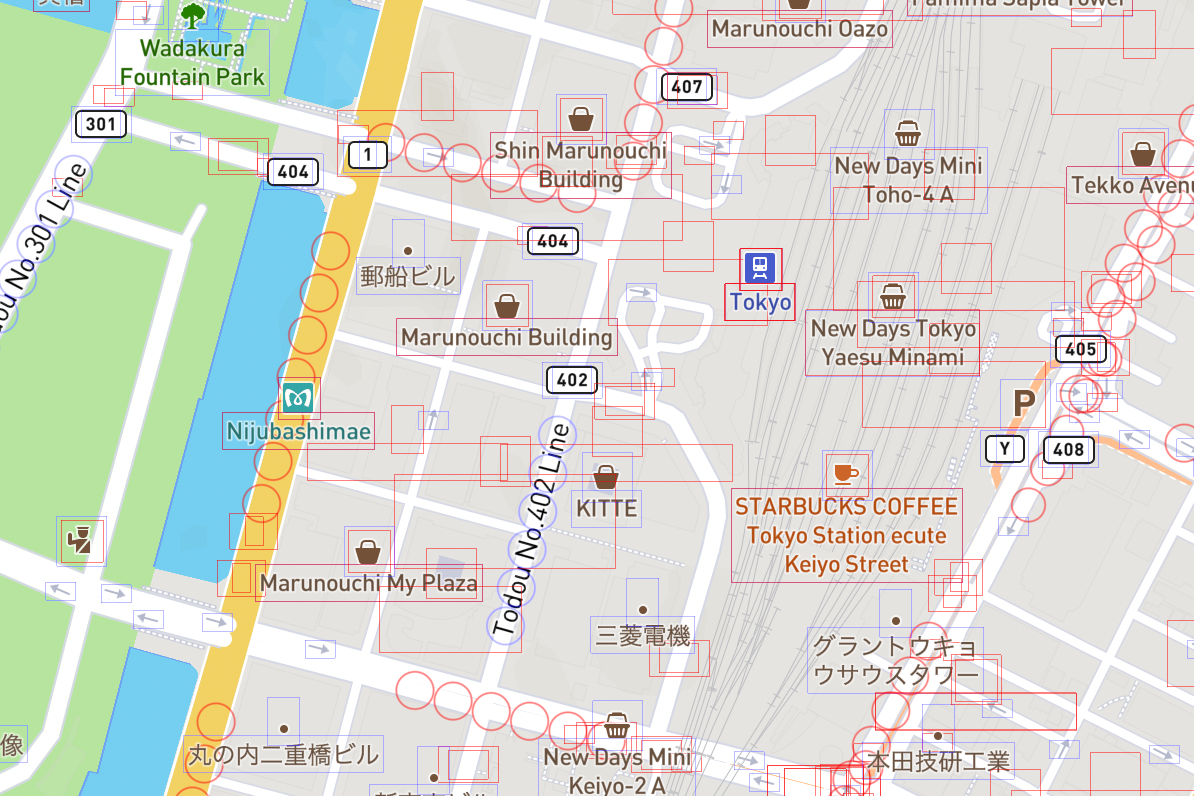 Wadakura
Fountain Park
Marunouchi Oazo
407
301
1
404
Shin Marunouchi
Building
New Days Mini
Toho-4 A
404
郵船ビル
Tokyo
Marunouchi Building
New Days Tokyo
Yaesu Minami
405
402
P
Nijubashimae
Y
408
KITTE
STARBUCKS COFFEE
Tokyo Station ecute
Keiyo Street
Todou No.402 Line
Marunouchi My Plaza
三菱電機
グラントウキョ
ウサウスタワー
丸の内二重橋ビル
New Days Mini
Keiyo-2 A
本田技研工業
No.301 Line
Tekko Avenu
像